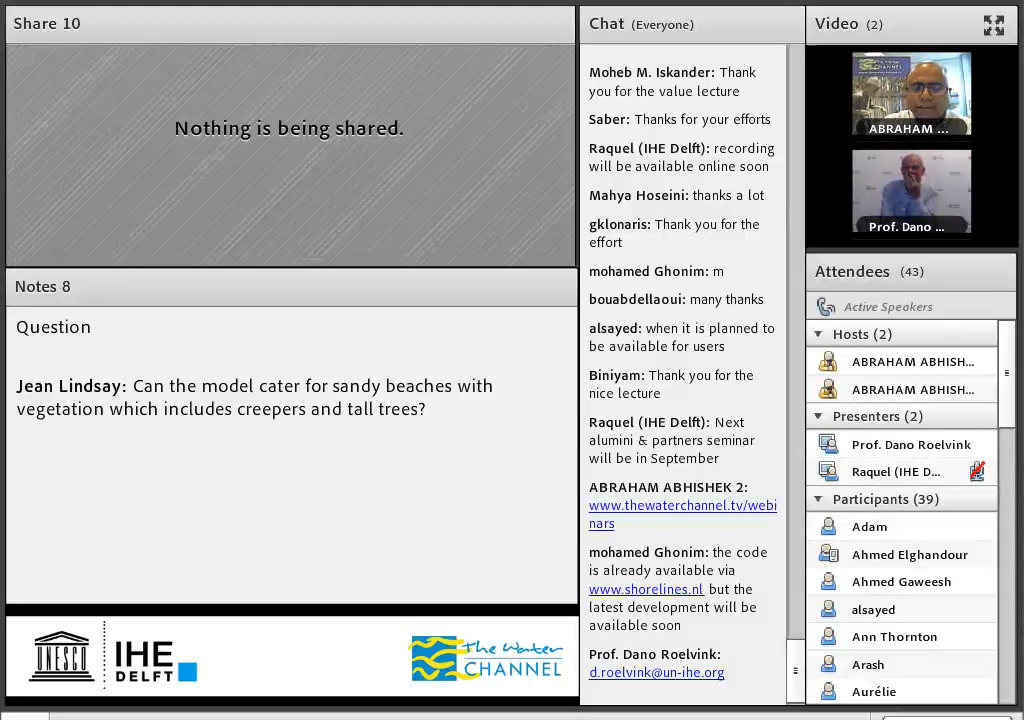 Share 10
Nothing is being shared.
Notes 8
Question
Jean Lindsay: Can the model cater for sandy beaches with
vegetation which includes creepers and tall trees?
UNESCO
IHE
DELFT
The Water
CHANNEL
Chat (Everyone)
Moheb M. Iskander: Thank
you for the value lecture
Saber: Thanks for your efforts
Raquel (IHE Delft): recording
will be available online soon
Mahya Hoseini: thanks a lot
gklonaris: Thank you for the
effort
mohamed Ghonim: m
bouabdellaoui: many thanks
alsayed: when it is planned to
be available for users
Biniyam: Thank you for the
nice lecture
Raquel (IHE Delft): Next
alumini & partners seminar
will be in September
ABRAHAM ABHISHEK 2:
www.thewaterchannel.tv/webi
nars
mohamed Ghonim: the code
is already available via
www.shorelines.nl but the
latest development will be
available soon
Prof. Dano Roelvink:
d.roelvink@un-ihe.org
Video (2)
CHANNEL
ABRAHAM ...
Prof. Dano ...
Attendees (43)
Active Speakers
Hosts (2)
ABRAHAM ABHISH...
ABRAHAM ABHISH...
Presenters (2)
Prof. Dano Roelvink
Raquel (IHE D...
Participants (39)
Adam
Ahmed Elghandour
Ahmed Gaweesh
alsayed
Ann Thornton
Arash
Aurélie